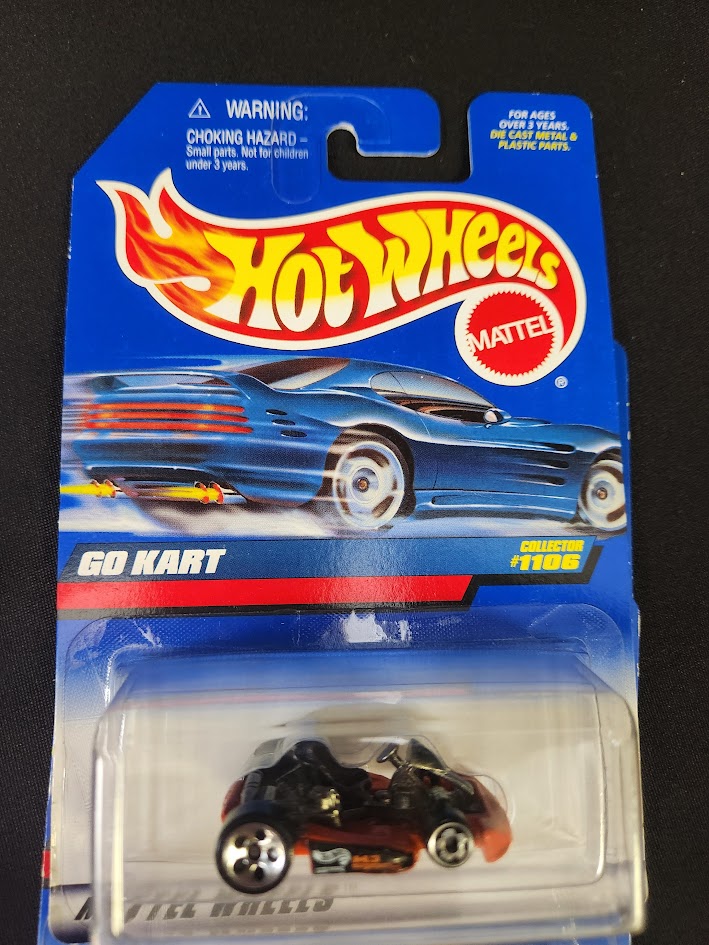 WARNING:
CHOKING HAZARD –
Small parts. Not for children
under 3 years.
FOR AGES
OVER 3 YEARS.
DIE CAST METAL &
PLASTIC PARTS.
HOT WHEELS
MATTEL
®
GO KART
COLLECTOR
#1106
WHEELS